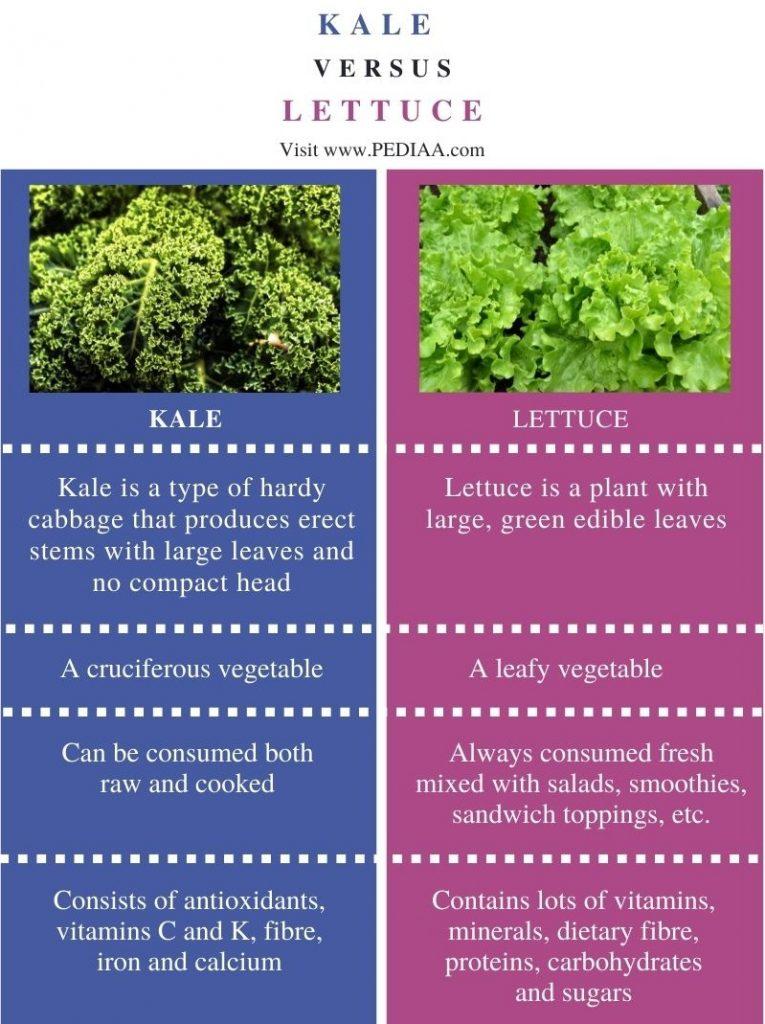 KALE
VERSUS
LETTUCE
Visit www.PEDIAA.com
KALE
Kale is a type of hardy
cabbage that produces erect
stems with large leaves and
no compact head
A cruciferous vegetable
Can be consumed both
raw and cooked
Consists of antioxidants,
vitamins C and K, fibre,
iron and calcium
LETTUCE
Lettuce is a plant with
large, green edible leaves
A leafy vegetable
Always consumed fresh
mixed with salads, smoothies,
sandwich toppings, etc.
Contains lots of vitamins,
minerals, dietary fibre,
proteins, carbohydrates
and sugars